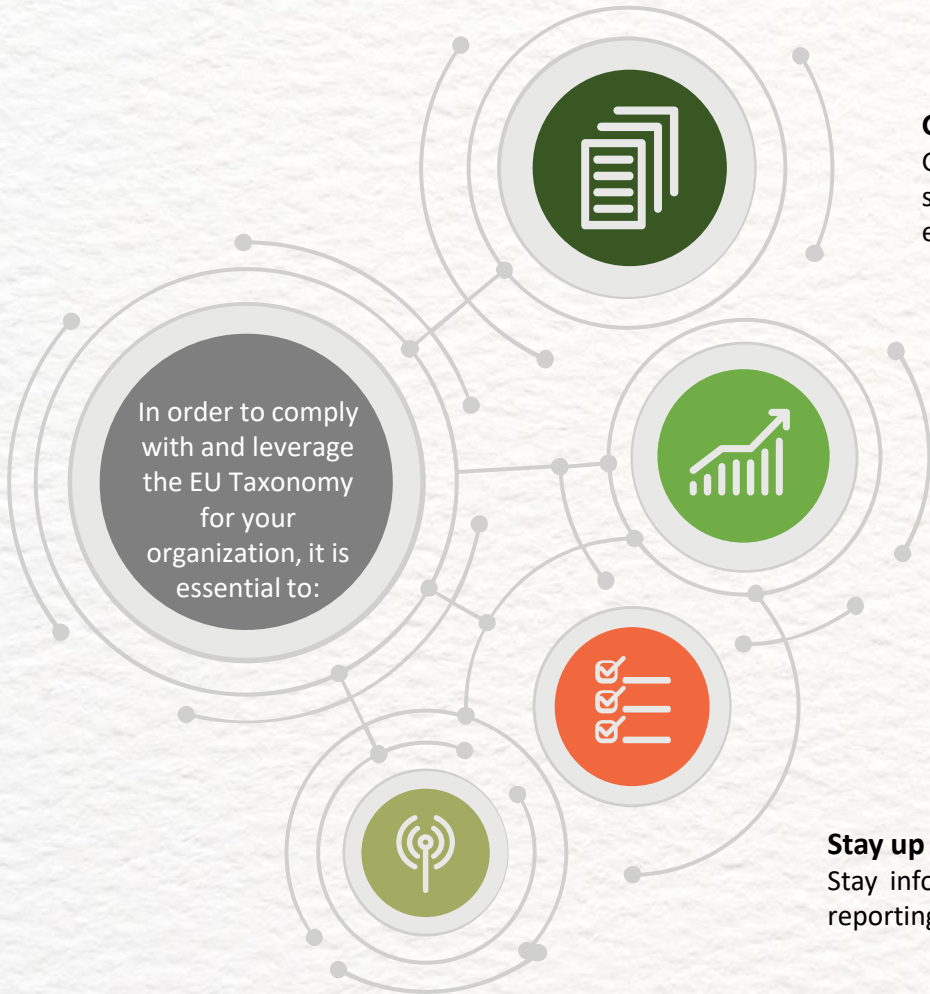 In order to comply
with and leverage
the EU Taxonomy
for your
organization, it is
essential to:
Stay up
Stay
reporting